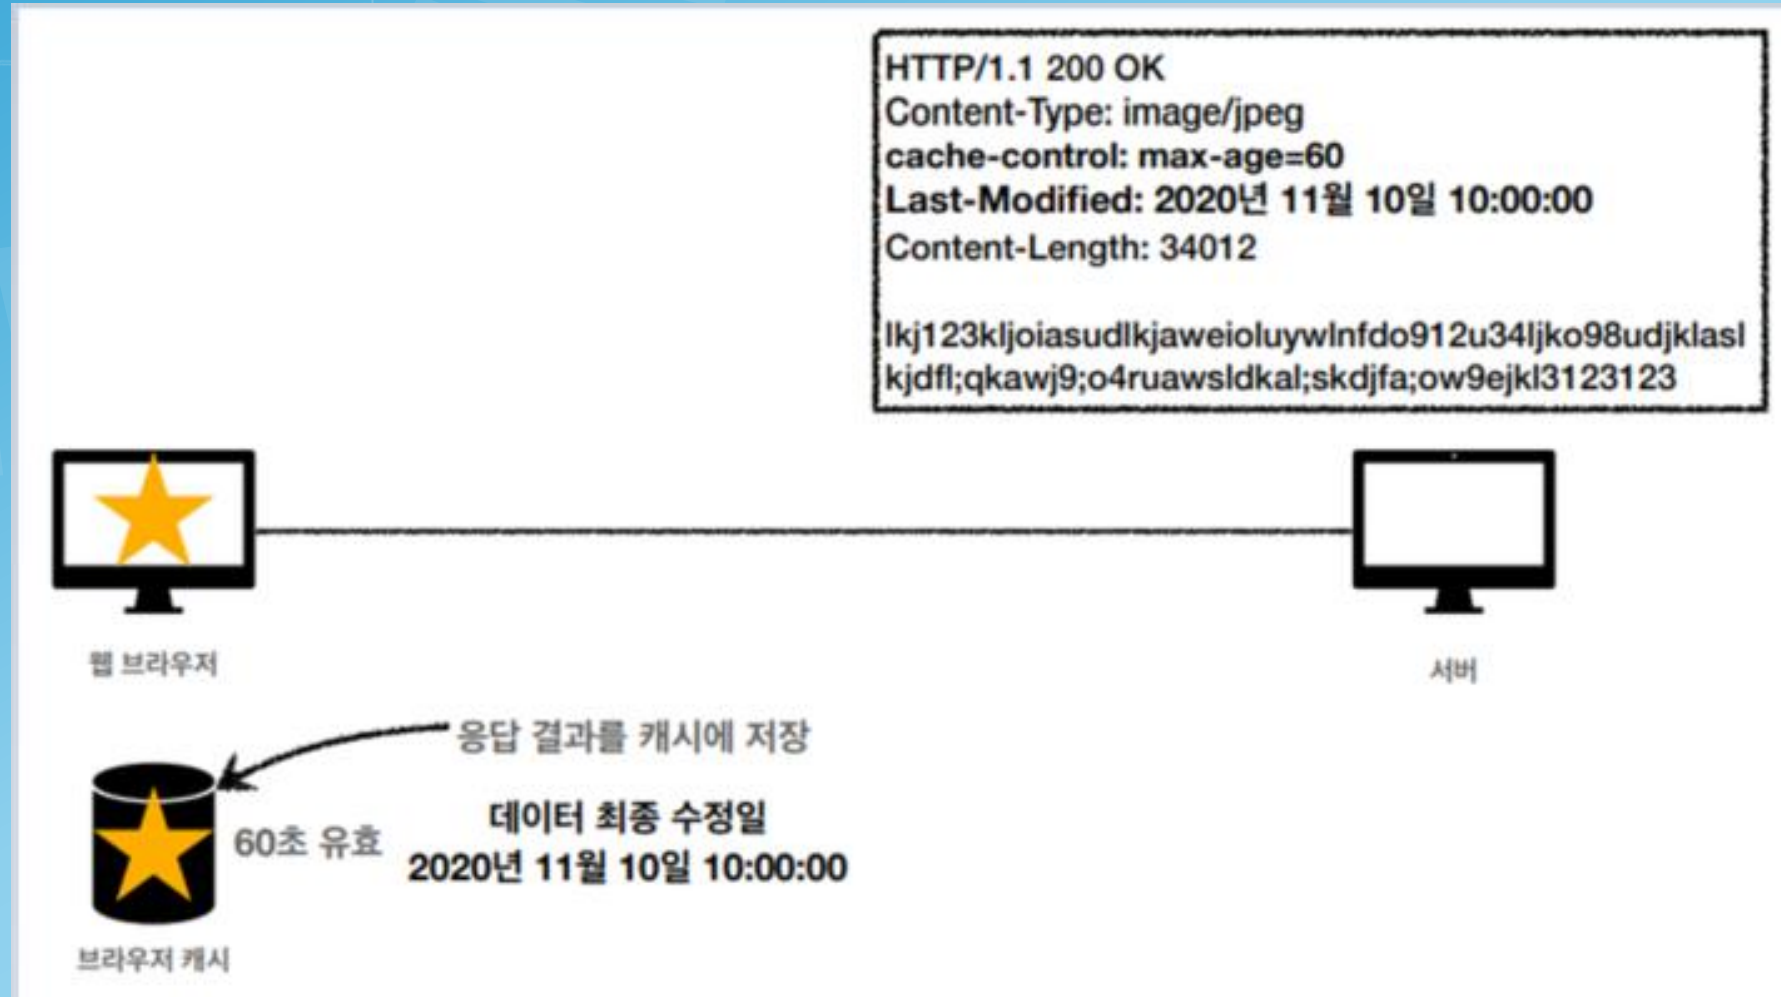 HTTP/1.1 200 OK
Content-Type: image/jpeg
cache-control: max-age=60
Last-Modified: 2020년 11월 10일 10:00:00
Content-Length: 34012
lkj123kljoiasudlkjaweioluywlnfdo912u34ljko98udjklasl
kjdfl;qkawj9;o4ruawsldkal;skdjfa;ow9ejkl3123123
웹 브라우저
서버
응답 결과를 캐시에 저장
60초 유효
데이터 최종 수정일
2020년 11월 10일 10:00:00
브라우저 캐시